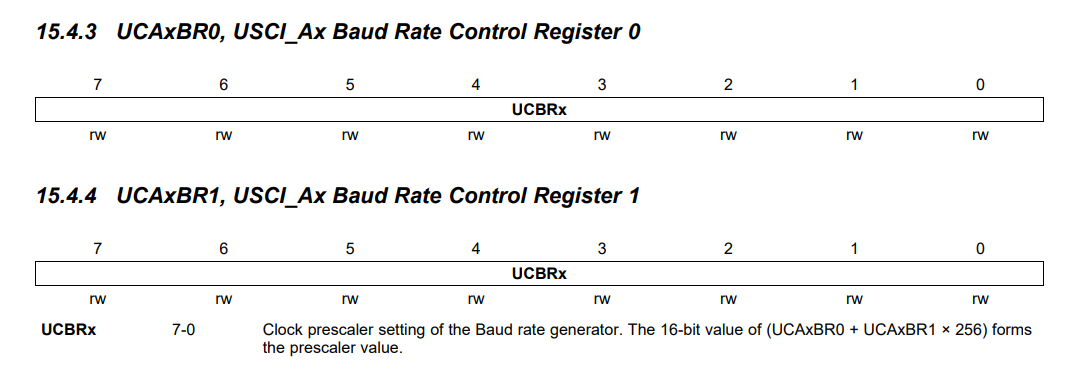 15.4.3 UCAxBR0, USCI_Ax Baud Rate Control Register 0
7 6 5 4 3 2 1 0
UCBRx
rw rw rw rw rw rw rw rw
15.4.4 UCAxBR1, USCI_Ax Baud Rate Control Register 1
7 6 5 4 3 2 1 0
UCBRx
rw rw rw rw rw rw rw rw
UCBRx 7-0 Clock prescaler setting of the Baud rate generator. The 16-bit value of (UCAxBR0 + UCAxBR1 × 256) forms
the prescaler value.